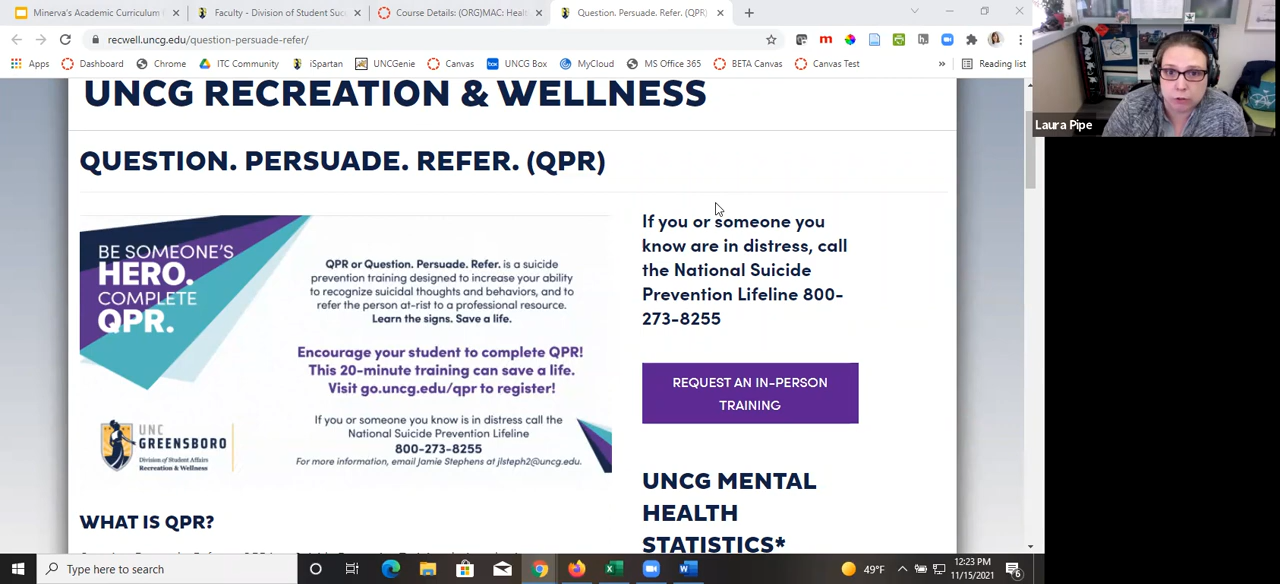 Minerva's Academic Curriculum
Faculty - Division of Student Suc
Course Details: (ORG)MAC: Healt
Question. Persuade. Refer. (QPR)
recwell.uncg.edu/question-persuade-refer/
Apps
Dashboard
Chrome
ITC Community
iSpartan
UNCGenie
Canvas
UNCG Box
MyCloud
MS Office 365
BETA Canvas
Canvas Test
»
Reading list
Laura Pipe
UNCG RECREATION & WELLNESS
QUESTION. PERSUADE. REFER. (QPR)
BE SOMEONE'S
HERO.
COMPLETE
QPR.
UNC
GREENSBORO
Division of Student Affairs
Recreation & Wellness
QPR or Question. Persuade. Refer. is a suicide
prevention training designed to increase your ability
to recognize suicidal thoughts and behaviors, and to
refer the person at-rist to a professional resource.
Learn the signs. Save a life.
Encourage your student to complete QPR!
This 20-minute training can save a life.
Visit go.uncg.edu/qpr to register!
If you or someone you know is in distress call the
National Suicide Prevention Lifeline
800-273-8255
For more information, email Jamie Stephens at jlsteph2@uncg.edu.
If you or someone you
know are in distress, call
the National Suicide
Prevention Lifeline 800-
273-8255
REQUEST AN IN-PERSON
TRAINING
UNCG MENTAL
HEALTH
STATISTICS*
WHAT IS QPR?
Type here to search
49°F
12:23 PM
11/15/2021
6